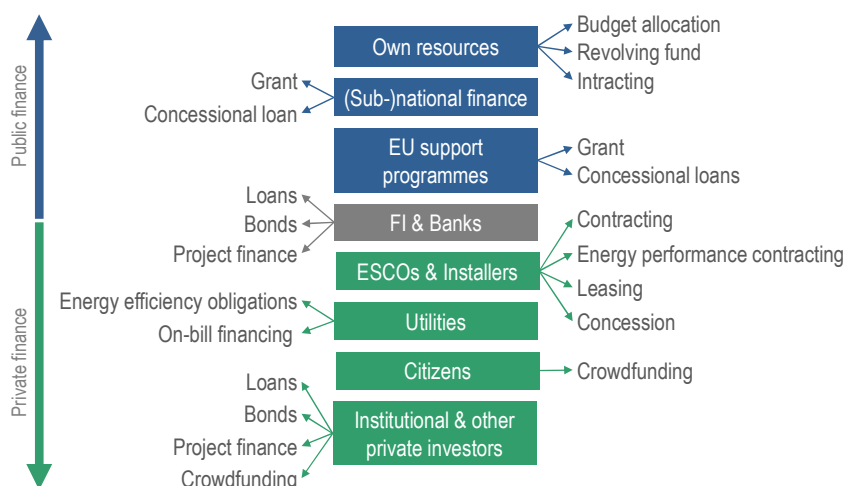 Public finance
Private finance
Own resources
Budget allocation
Revolving fund
Intracting
Grant
Concessional loan
(Sub-)national finance
EU support
programmes
Grant
Concessional loans
Loans
Bonds
Project finance
FI & Banks
ESCOs & Installers
Contracting
Energy performance contracting
Leasing
Concession
Energy efficiency obligations
On-bill financing
Utilities
Citizens
Crowdfunding
Loans
Bonds
Project finance
Crowdfunding
Institutional & other
private investors